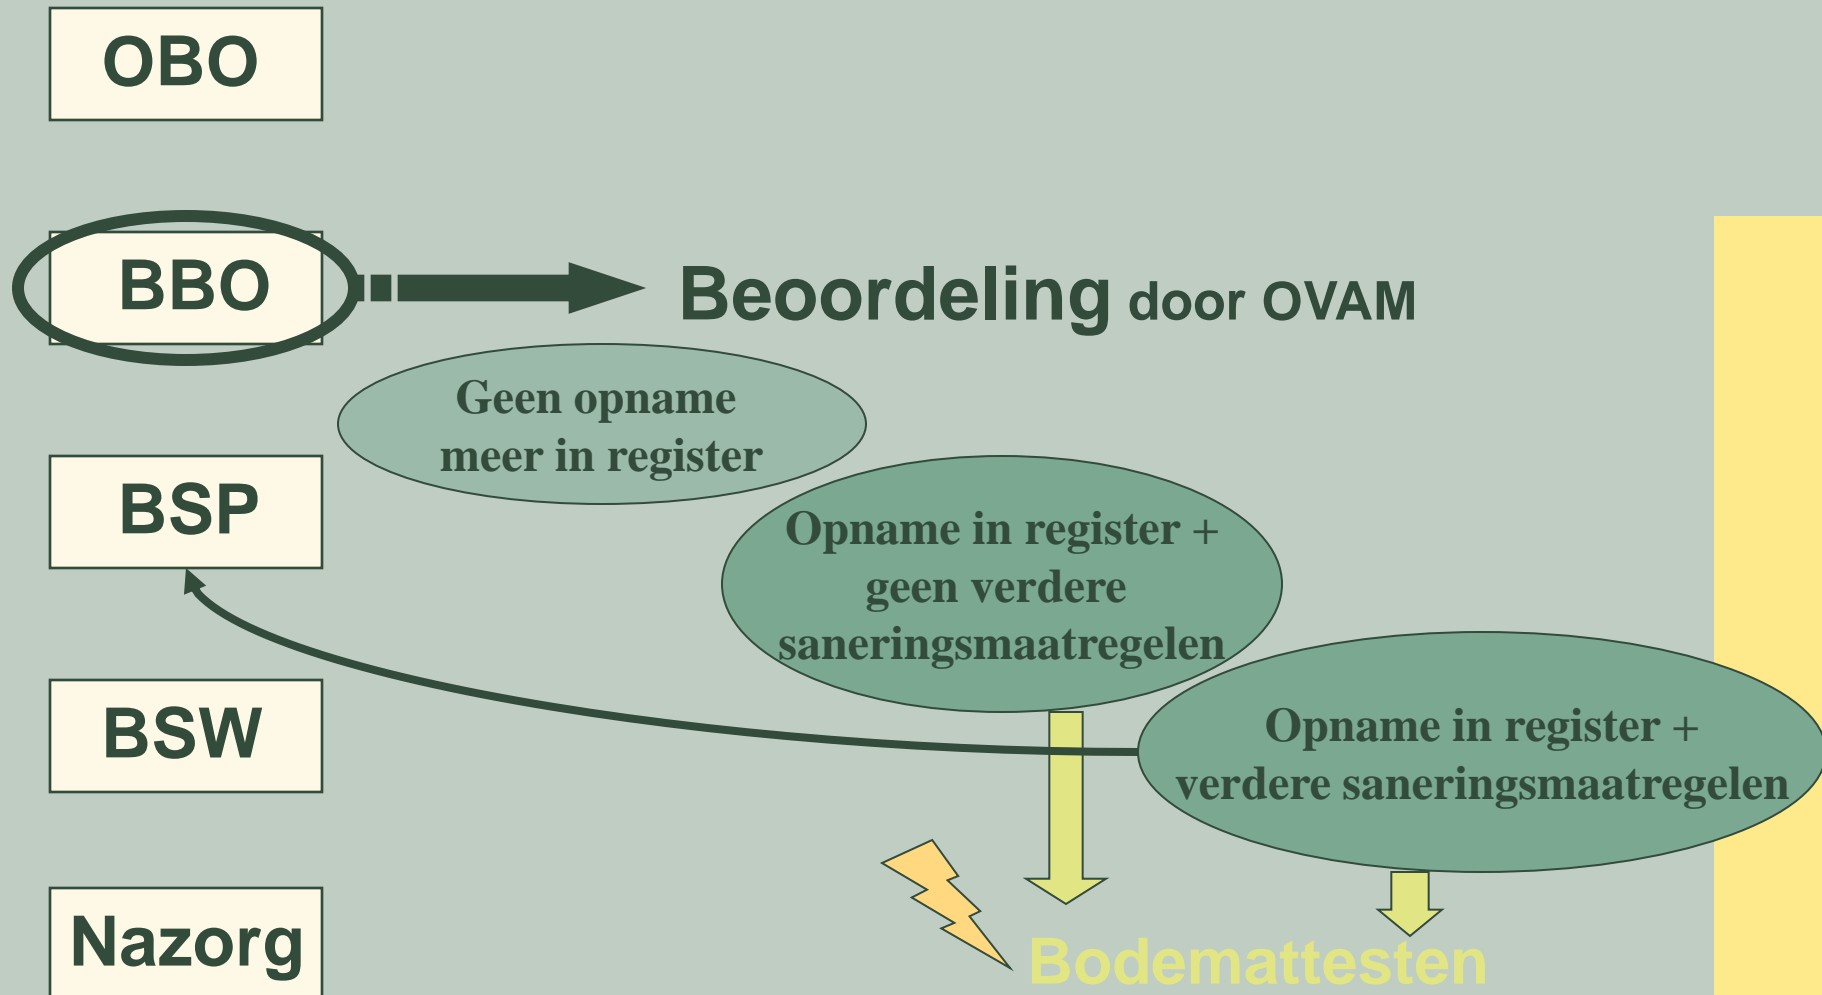 OBO
BBO
Beoordeling door OVAM
Geen opname
meer in register
BSP
Opname in register +
geen verdere
saneringsmaatregelen
BSW
Opname in register +
verdere saneringsmaatregelen
Nazorg
Bodemattesten